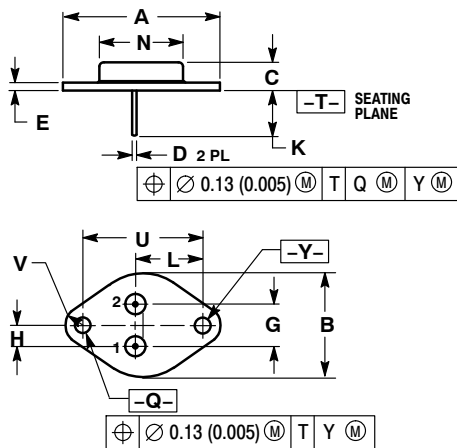 A
N
C
E
–T–
SEATING
PLANE
K
D 2 PL
⌖ ∅ 0.13 (0.005) Ⓜ T Q Ⓜ Y Ⓜ
U
V
L
–Y–
2
H
G
B
1
–Q–
⌖ ∅ 0.13 (0.005) Ⓜ T Y Ⓜ